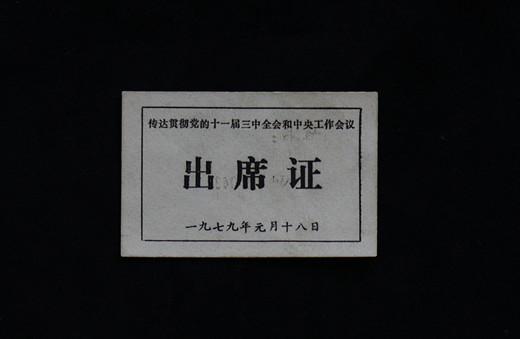 传达贯彻党的十一届三中全会和中央工作会议
出席证
一九七九年元月十八日